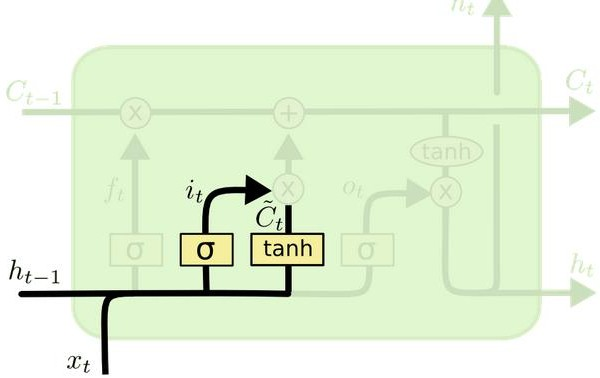 h_t
C_{t-1}
x
+
C_t
tanh
f_t
i_t
x
C̃_t
o_t
x
σ
σ
tanh
σ
h_{t-1}
h_t
x_t